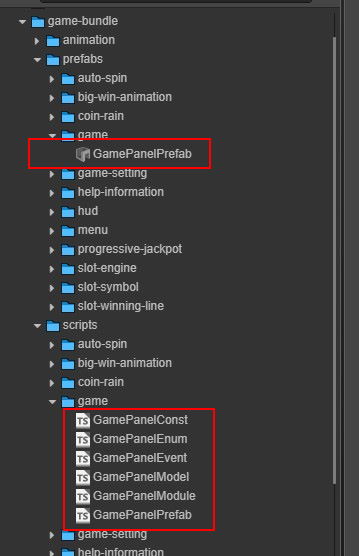 game-bundle
animation
prefabs
auto-spin
big-win-animation
coin-rain
game
GamePanelPrefab
game-setting
help-information
hud
menu
progressive-jackpot
slot-engine
slot-symbol
slot-winning-line
scripts
auto-spin
big-win-animation
coin-rain
game
TS GamePanelConst
TS GamePanelEnum
TS GamePanelEvent
TS GamePanelModel
TS GamePanelModule
TS GamePanelPrefab
game-setting
help-information